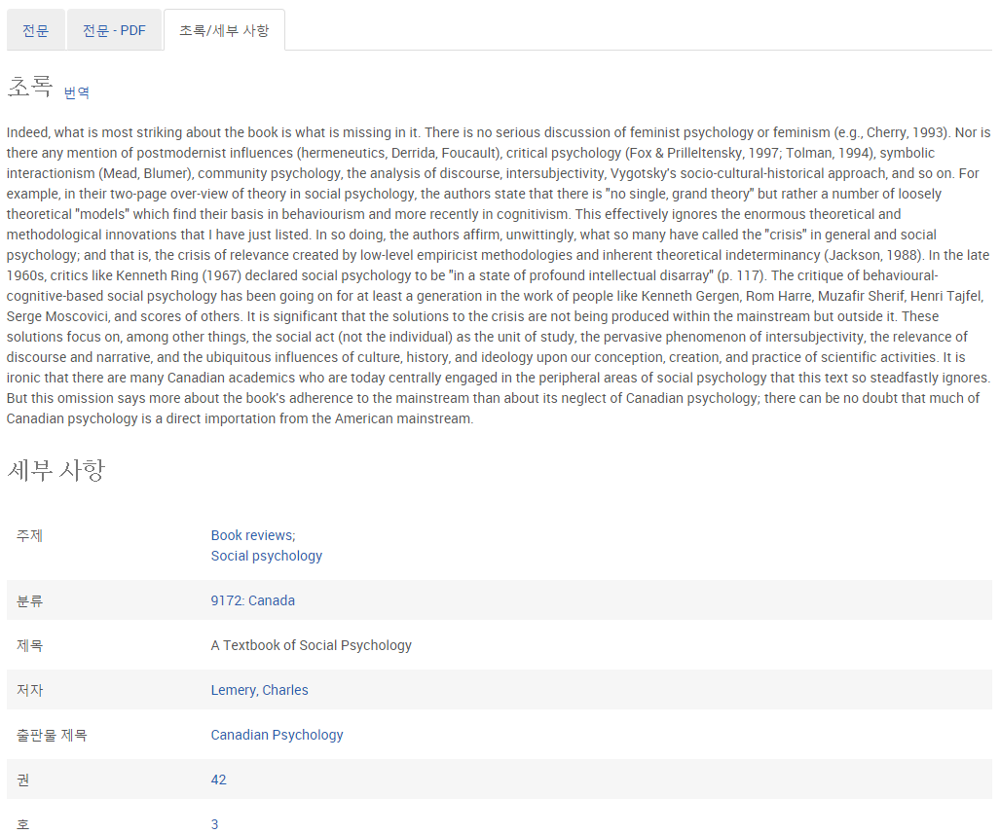 전문
전문 - PDF
초록/세부 사항
초록 번역
Indeed, what is most striking about the book is what is missing in it. There is no serious discussion of feminist psychology or feminism (e.g., Cherry, 1993). Nor is
there any mention of postmodernist influences (hermeneutics, Derrida, Foucault), critical psychology (Fox & Prilleltensky, 1997; Tolman, 1994), symbolic
interactionism (Mead, Blumer), community psychology, the analysis of discourse, intersubjectivity, Vygotsky's socio-cultural-historical approach, and so on. For
example, in their two-page over-view of theory in social psychology, the authors state that there is "no single, grand theory" but rather a number of loosely
theoretical "models" which find their basis in behaviourism and more recently in cognitivism. This effectively ignores the enormous theoretical and
methodological innovations that I have just listed. In so doing, the authors affirm, unwittingly, what so many have called the "crisis" in general and social
psychology; and that is, the crisis of relevance created by low-level empiricist methodologies and inherent theoretical indeterminancy (Jackson, 1988). In the late
1960s, critics like Kenneth Ring (1967) declared social psychology to be "in a state of profound intellectual disarray" (p. 117). The critique of behavioural-
cognitive-based social psychology has been going on for at least a generation in the work of people like Kenneth Gergen, Rom Harre, Muzafir Sherif, Henri Tajfel,
Serge Moscovici, and scores of others. It is significant that the solutions to the crisis are not being produced within the mainstream but outside it. These
solutions focus on, among other things, the social act (not the individual) as the unit of study, the pervasive phenomenon of intersubjectivity, the relevance of
discourse and narrative, and the ubiquitous influences of culture, history, and ideology upon our conception, creation, and practice of scientific activities. It is
ironic that there are many Canadian academics who are today centrally engaged in the peripheral areas of social psychology that this text so steadfastly ignores.
But this omission says more about the book's adherence to the mainstream than about its neglect of Canadian psychology; there can be no doubt that much of
Canadian psychology is a direct importation from the American mainstream.
세부 사항
주제 Book reviews;
Social psychology
분류 9172: Canada
제목 A Textbook of Social Psychology
저자 Lemery, Charles
출판물 제목 Canadian Psychology
권 42
호 3